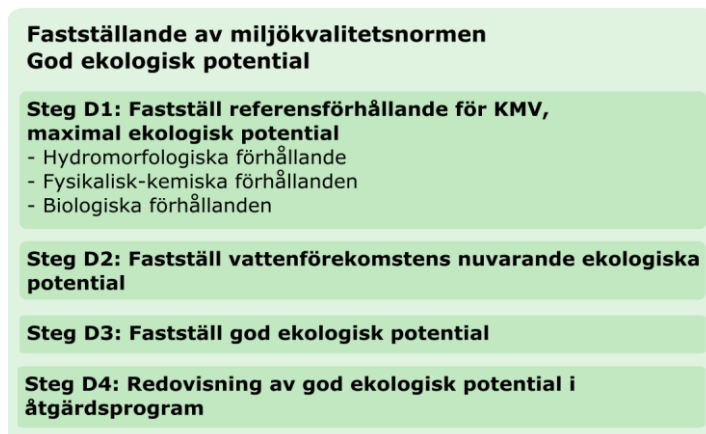 Fastställande av miljökvalitetsnormen
God ekologisk potential
Steg D1: Fastställ referensförhållande för KMV,
maximal ekologisk potential
- Hydromorfologiska förhållande
- Fysikalisk-kemiska förhållanden
- Biologiska förhållanden
Steg D2: Fastställ vattenförekomstens nuvarande ekologiska
potential
Steg D3: Fastställ god ekologisk potential
Steg D4: Redovisning av god ekologisk potential i
åtgärdsprogram